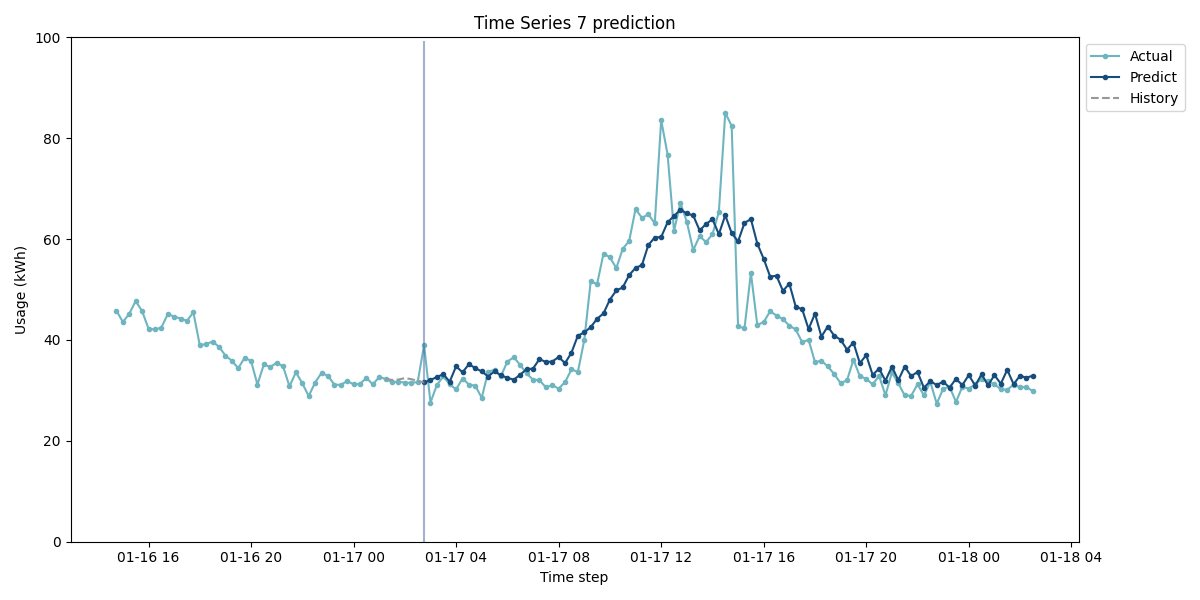 Time Series 7 prediction
100
80
60
40
20
0
Usage (kWh)
01-16 16
01-16 20
01-17 00
01-17 04
01-17 08
01-17 12
01-17 16
01-17 20
01-18 00
01-18 04
Time step
Actual
Predict
History